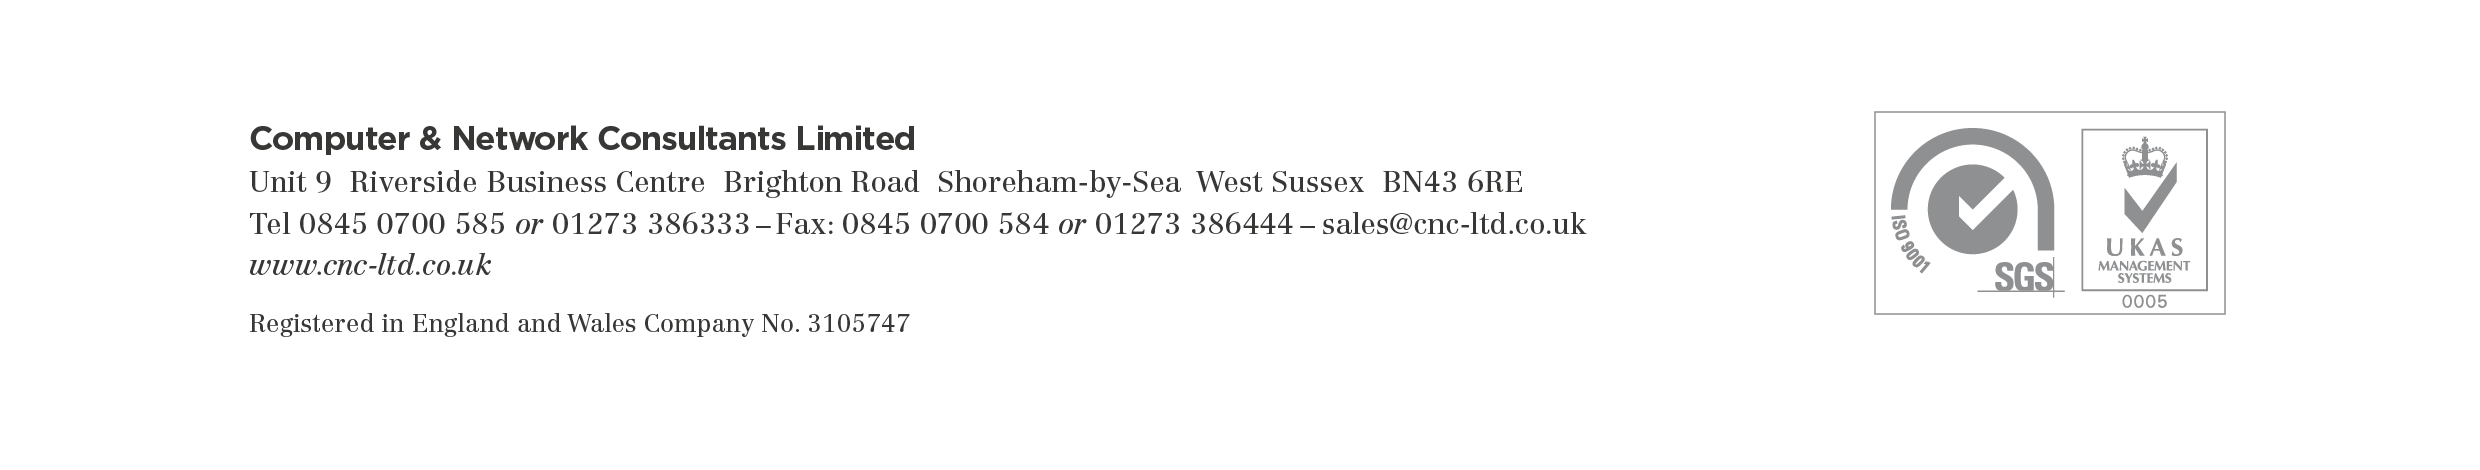 Computer & Network Consultants Limited
Unit 9 Riverside Business Centre Brighton Road Shoreham-by-Sea West Sussex BN43 6RE
Tel 0845 0700 585 or 01273 386333 – Fax: 0845 0700 584 or 01273 386444 – sales@cnc-ltd.co.uk
www.cnc-ltd.co.uk
Registered in England and Wales Company No. 3105747
ISO 9001
SGS
UKAS
MANAGEMENT
SYSTEMS
0005